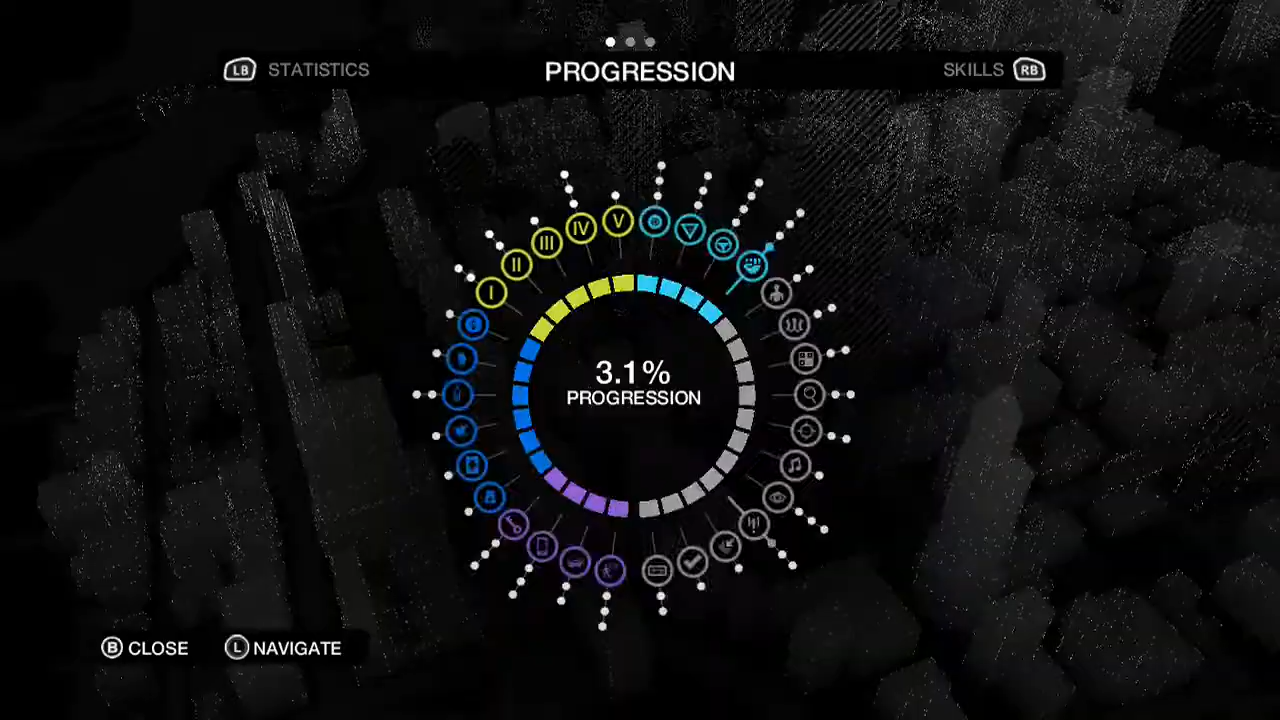 LB STATISTICS
PROGRESSION
SKILLS RB
I
II
III
IV
V
3.1%
PROGRESSION
B CLOSE
L NAVIGATE